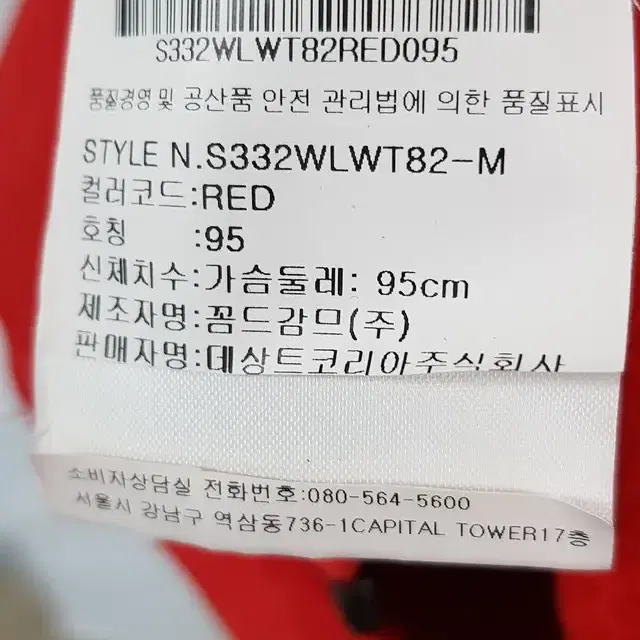 S332WLWT82RED095
품질경영 및 공산품 안전 관리법에 의한 품질표시
STYLE N.S332WLWT82-M
컬러코드:RED
호칭 :95
신체치수:가슴둘레: 95cm
제조자명:꼼드감므(주)
판매자명:데상트코리아주식회사
소비자상담실 전화번호:080-564-5600
서울시 강남구 역삼동736-1CAPITAL TOWER17층